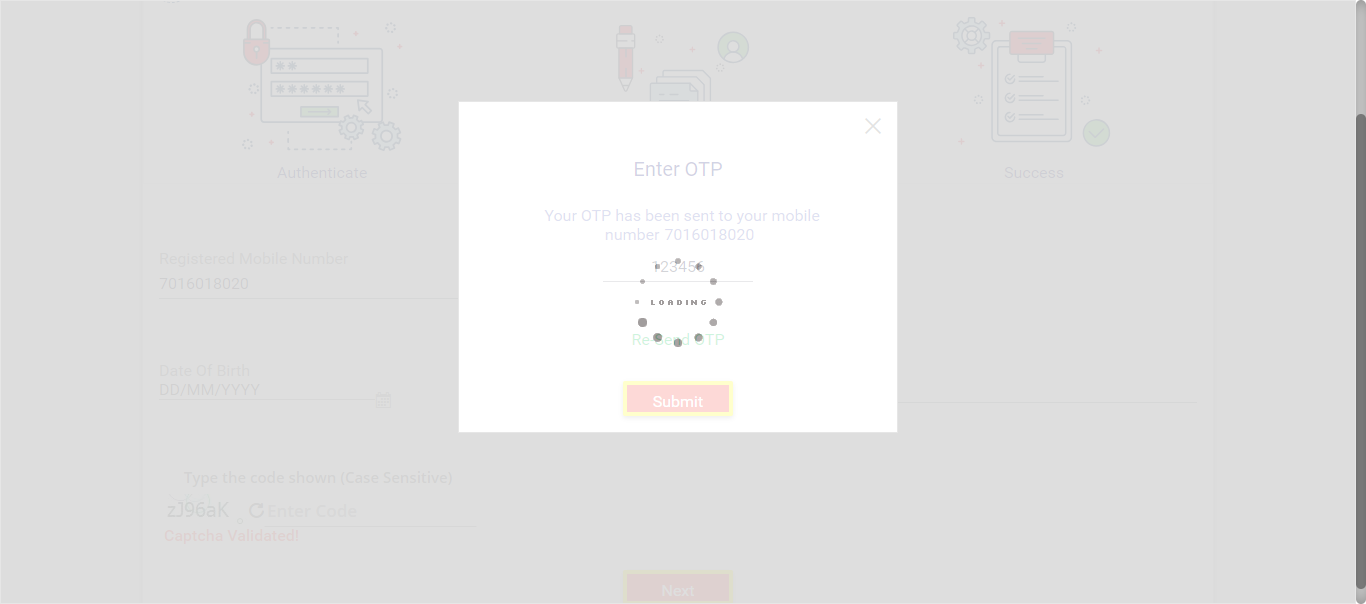 Authenticate
Success
Enter OTP
Your OTP has been sent to your mobile
number 7016018020
123456
LOADING
Re-Send OTP
Submit
Registered Mobile Number
7016018020
Date Of Birth
DD/MM/YYYY
Type the code shown (Case Sensitive)
zJ96aK
Enter Code
Captcha Validated!
Next